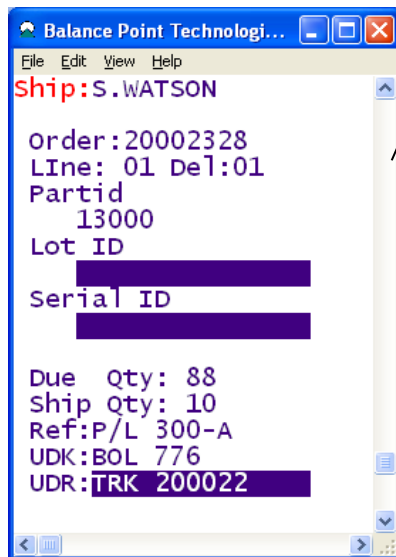 Balance Point Technologi...
File Edit View Help
Ship:S.WATSON
Order:20002328
LIne: 01 Del:01
Partid
13000
Lot ID
Serial ID
Due Qty: 88
Ship Qty: 10
Ref:P/L 300-A
UDK:BOL 776
UDR:TRK 200022